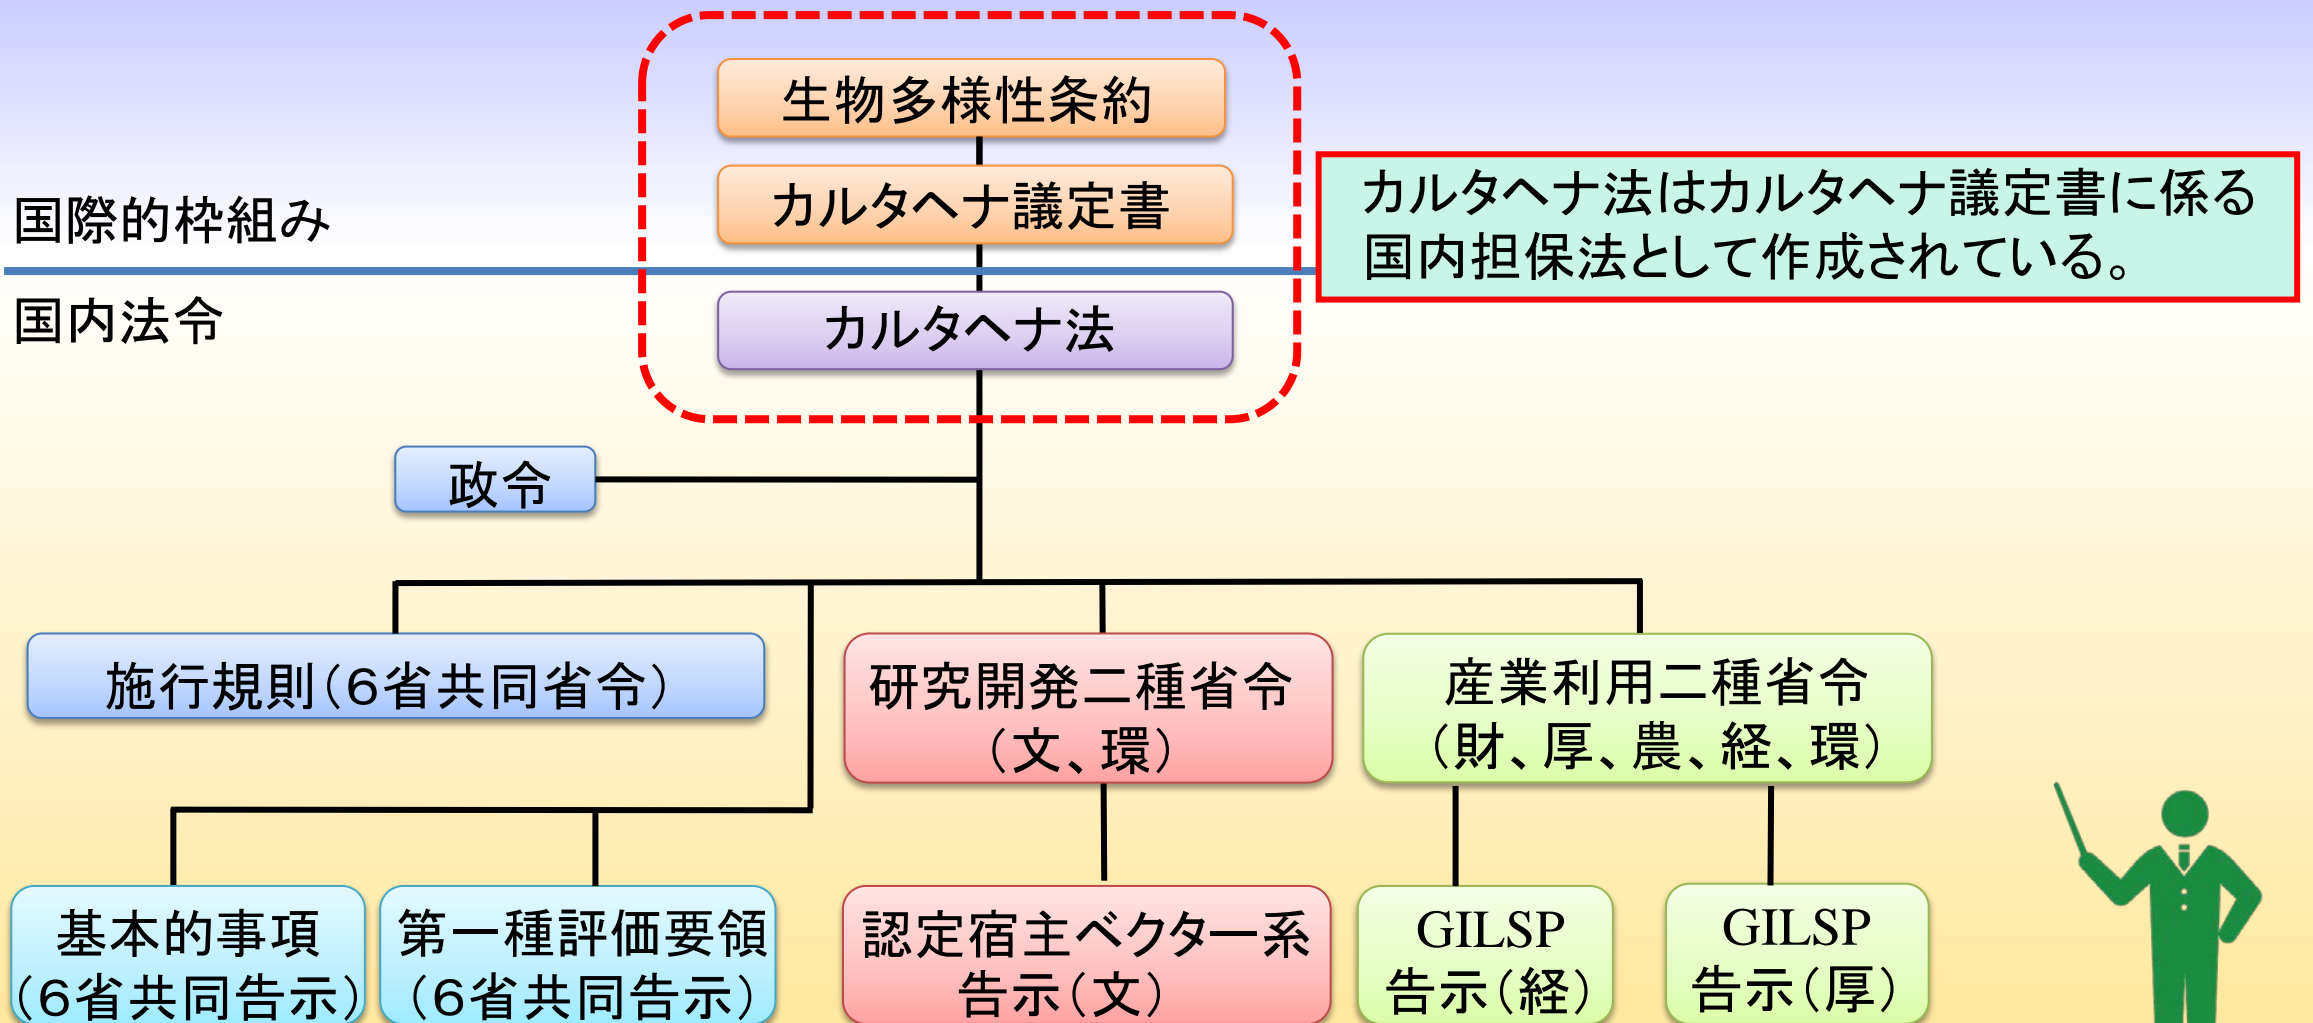 生物多様性条約
カルタヘナ議定書
国際的枠組み
カルタヘナ法はカルタヘナ議定書に係る
国内担保法として作成されている。
国内法令
カルタヘナ法
政令
施行規則（６省共同省令）
研究開発二種省令
（文、環）
産業利用二種省令
（財、厚、農、経、環）
基本的事項
（６省共同告示）
第一種評価要領
（６省共同告示）
認定宿主ベクター系
告示（文）
GILSP
告示（経）
GILSP
告示（厚）